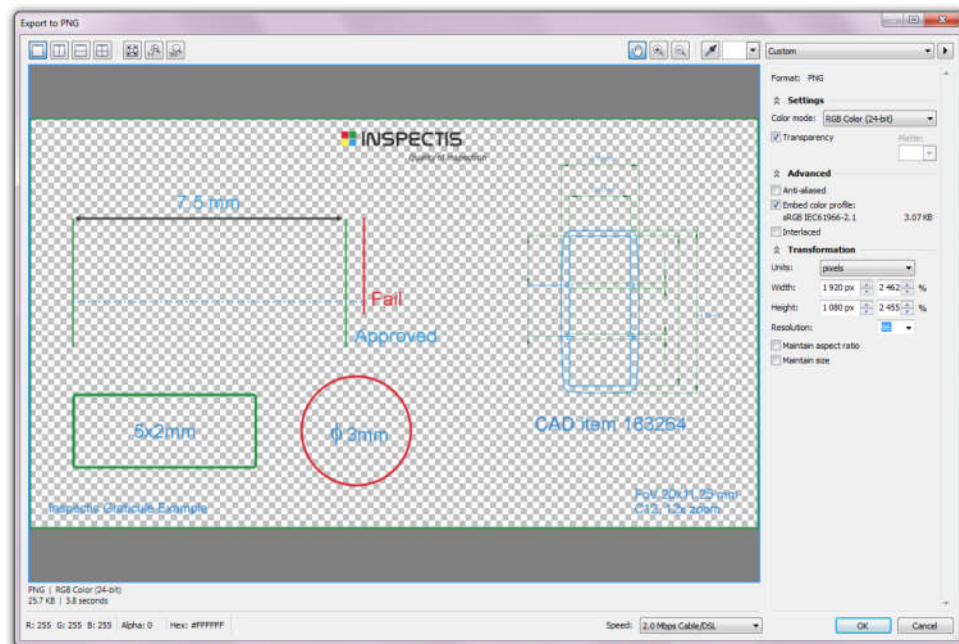 Export to PNG
Custom
Format: PNG
Settings
Color mode: RGB Color (24-bit)
Transparency
Matte:
Advanced
Anti-aliased
Embed color profile:
sRGB IEC61966-2.1 3.07 KB
Interlaced
Transformation
Units: pixels
Width: 1 920 px 2 462 %
Height: 1 080 px 2 455 %
Resolution: 96
Maintain aspect ratio
Maintain size
INSPECTIS
Quality of Inspection
7.5 mm
Fail
Approved
5x2mm
ϕ 3mm
CAD item 183264
Inspectis Graticule Example
FoV 20x11.25 mm
C12, 12x zoom
PNG | RGB Color (24-bit)
25.7 KB | 3.8 seconds
R: 255 G: 255 B: 255 Alpha: 0 Hex: #FFFFFF
Speed: 2.0 Mbps Cable/DSL
OK Cancel